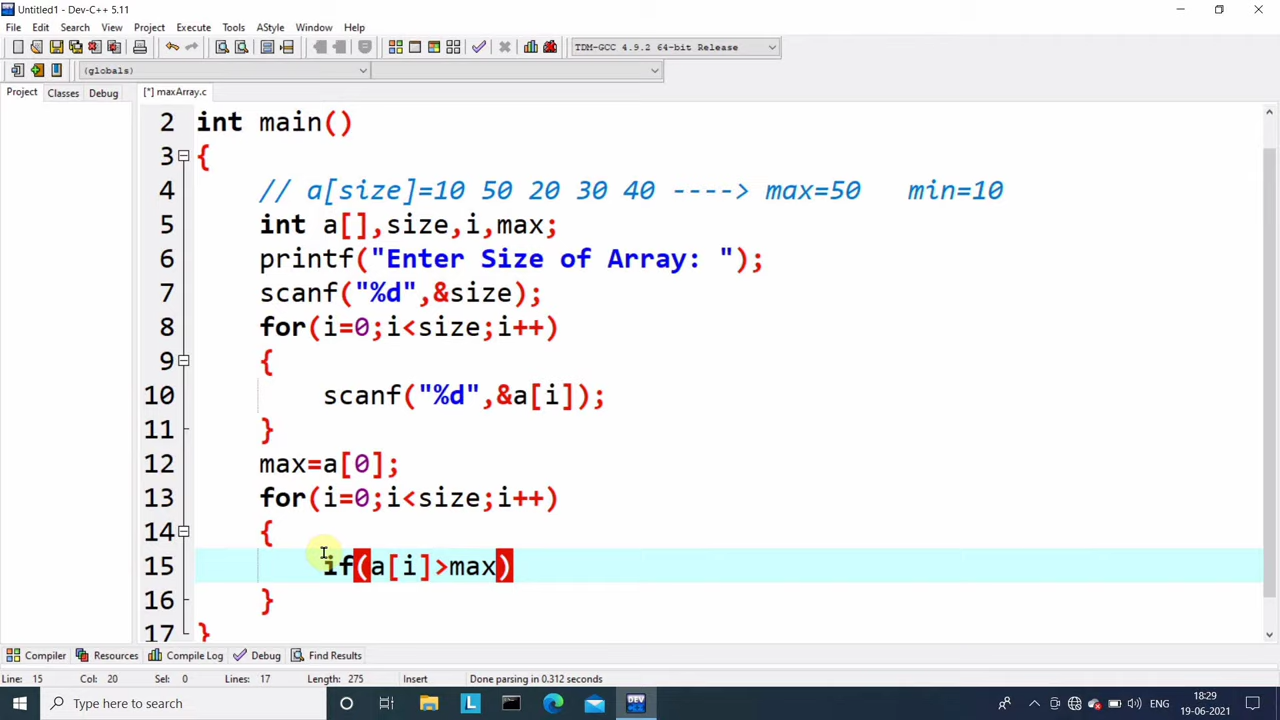 Untitled1 - Dev-C++ 5.11
File Edit Search View Project Execute Tools AStyle Window Help
TDM-GCC 4.9.2 64-bit Release
(globals)
Project Classes Debug [*] maxArray.c
2 int main()
3 {
4 // a[size]=10 50 20 30 40 ----> max=50 min=10
5 int a[],size,i,max;
6 printf("Enter Size of Array: ");
7 scanf("%d",&size);
8 for(i=0;i<size;i++)
9 {
10 scanf("%d",&a[i]);
11 }
12 max=a[0];
13 for(i=0;i<size;i++)
14 {
15 if(a[i]>max)
16 }
17 }
Compiler Resources Compile Log Debug Find Results
Line: 15 Col: 20 Sel: 0 Lines: 17 Length: 275 Insert Done parsing in 0.312 seconds
Type here to search L ENG 18:29
19-06-2021